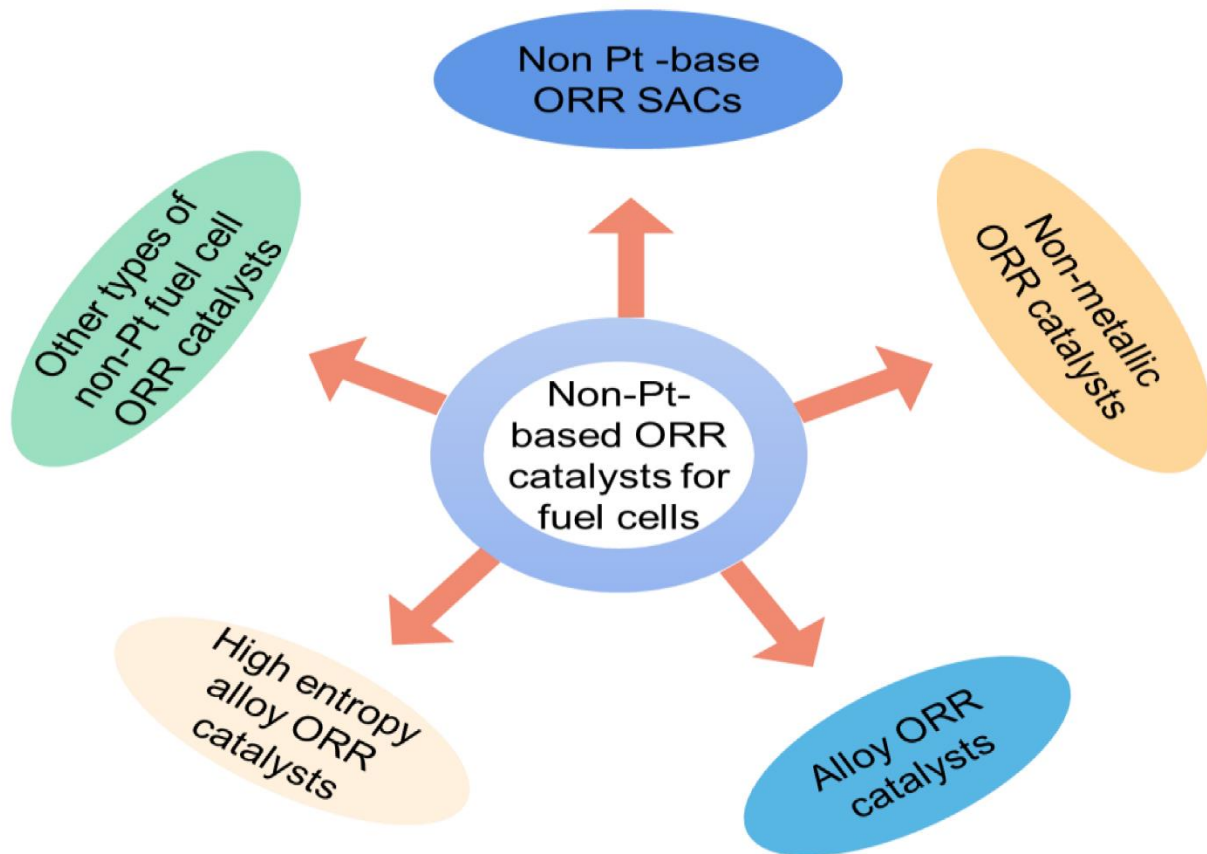 Non Pt -base
ORR SACs
Other types of
non-Pt fuel cell
ORR catalysts
Non-metallic
ORR catalysts
Non-Pt-
based ORR
catalysts for
fuel cells
High entropy
alloy ORR
catalysts
Alloy ORR
catalysts